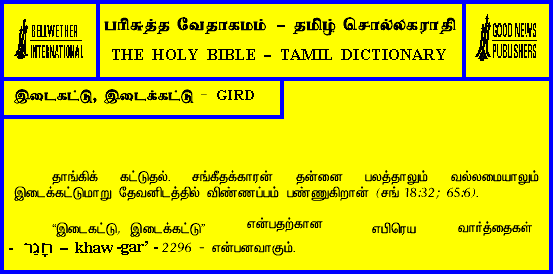 BELLWETHER
INTERNATIONAL
பரிசுத்த வேதாகமம் – தமிழ் சொல்லகராதி
THE HOLY BIBLE – TAMIL DICTIONARY
GOOD NEWS
PUBLISHERS
இடைகட்டு, இடைக்கட்டு - GIRD
தாங்கிக் கட்டுதல். சங்கீதக்காரன் தன்னை பலத்தாலும் வல்லமையாலும்
இடைக்கட்டுமாறு தேவனிடத்தில் விண்ணப்பம் பண்ணுகிறான் (சங் 18:32; 65:6).
“இடைகட்டு, இடைக்கட்டு” என்பதற்கான எபிரெய வார்த்தைகள்
- חָגַר – khaw-gar’ - 2296 - என்பனவாகும்.